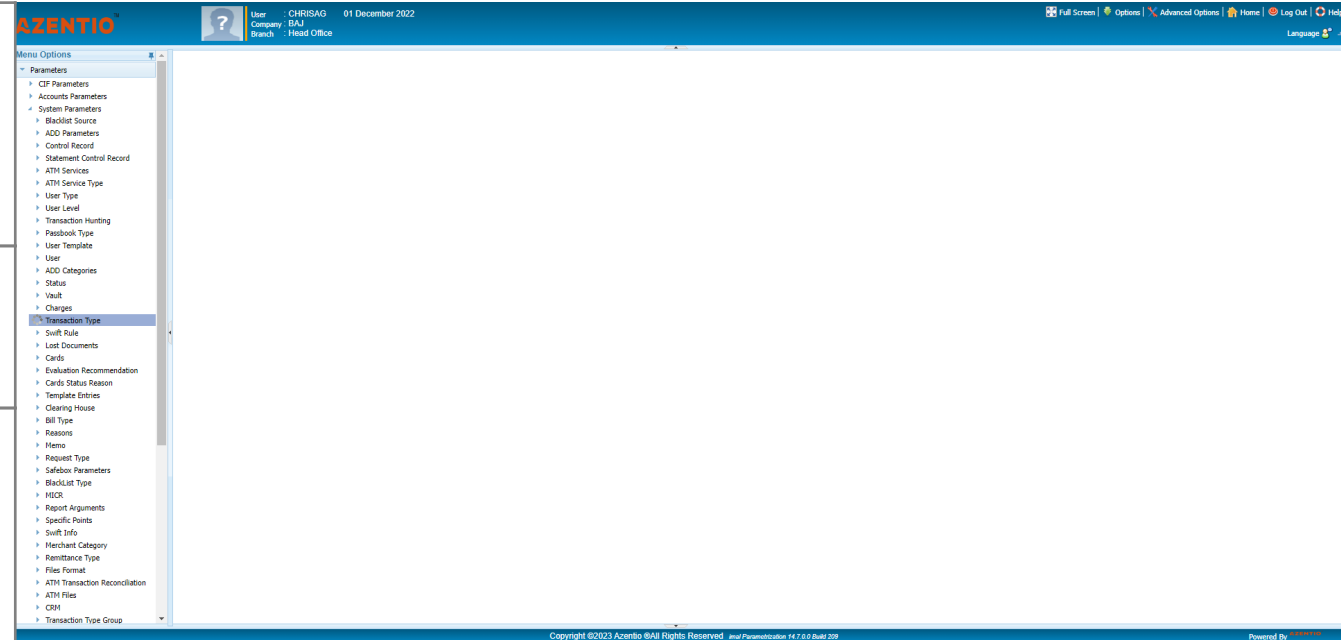 AZENTIO™
User : CHRISAG 01 December 2022
Company : BAJ
Branch : Head Office
Full Screen | Options | Advanced Options | Home | Log Out | Help
Language
Menu Options
Parameters
CIF Parameters
Accounts Parameters
System Parameters
Blacklist Source
ADD Parameters
Control Record
Statement Control Record
ATM Services
ATM Service Type
User Type
User Level
Transaction Hunting
Passbook Type
User Template
User
ADD Categories
Status
Vault
Charges
Transaction Type
Swift Rule
Lost Documents
Cards
Evaluation Recommendation
Cards Status Reason
Template Entries
Clearing House
Bill Type
Reasons
Memo
Request Type
Safebox Parameters
BlackList Type
MICR
Report Arguments
Specific Points
Swift Info
Merchant Category
Remittance Type
Files Format
ATM Transaction Reconciliation
ATM Files
CRM
Transaction Type Group
Copyright ©2023 Azentio ®All Rights Reserved imal Parametrization 14.7.0.0 Build 209
Powered By AZENTIO